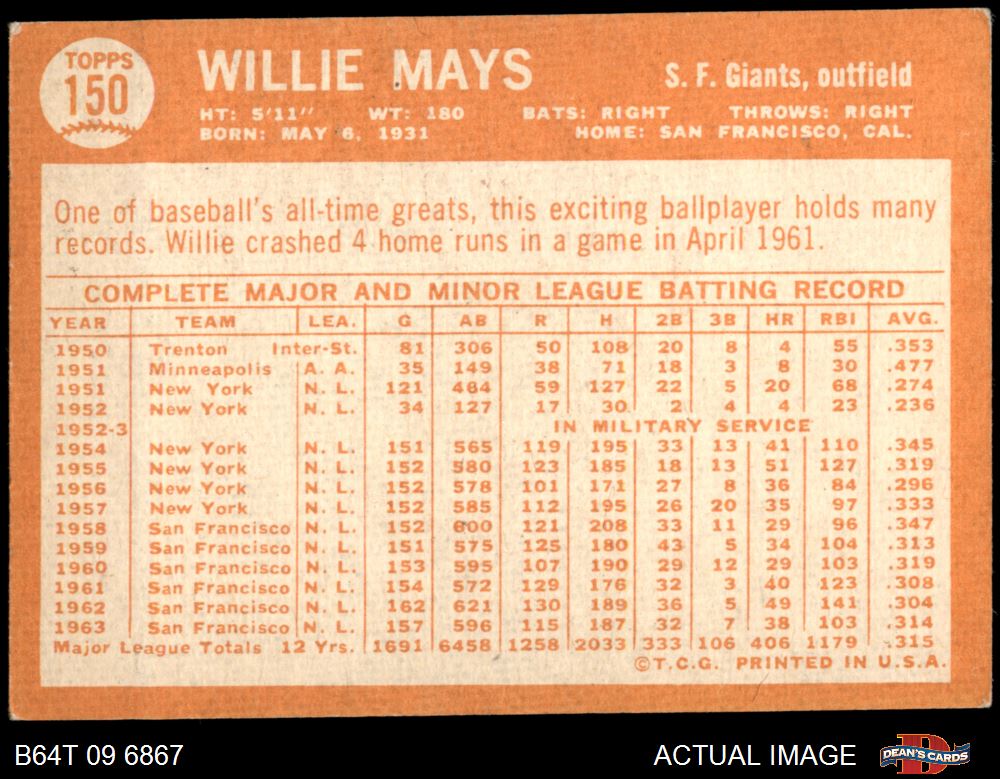 TOPPS
150
WILLIE MAYS
S. F. Giants, outfield
HT: 5'11" WT: 180 BATS: RIGHT THROWS: RIGHT
BORN: MAY 6, 1931 HOME: SAN FRANCISCO, CAL.
One of baseball's all-time greats, this exciting ballplayer holds many
records. Willie crashed 4 home runs in a game in April 1961.
COMPLETE MAJOR AND MINOR LEAGUE BATTING RECORD
YEAR TEAM LEA. G AB R H 2B 3B HR RBI AVG.
1950 Trenton Inter-St. 81 306 50 108 20 8 4 55 .353
1951 Minneapolis A. A. 35 149 38 71 18 3 8 30 .477
1951 New York N. L. 121 464 59 127 22 5 20 68 .274
1952 New York N. L. 34 127 17 30 2 4 4 23 .236
1952-3 IN MILITARY SERVICE
1954 New York N. L. 151 565 119 195 33 13 41 110 .345
1955 New York N. L. 152 580 123 185 18 13 51 127 .319
1956 New York N. L. 152 578 101 171 27 8 36 84 .296
1957 New York N. L. 152 585 112 195 26 20 35 97 .333
1958 San Francisco N. L. 152 600 121 208 33 11 29 96 .347
1959 San Francisco N. L. 151 575 125 180 43 5 34 104 .313
1960 San Francisco N. L. 153 595 107 190 29 12 29 103 .319
1961 San Francisco N. L. 154 572 129 176 32 3 40 123 .308
1962 San Francisco N. L. 162 621 130 189 36 5 49 141 .304
1963 San Francisco N. L. 157 596 115 187 32 7 38 103 .314
Major League Totals 12 Yrs. 1691 6458 1258 2033 333 106 406 1179 .315
©T.C.G. PRINTED IN U.S.A.
B64T 09 6867
ACTUAL IMAGE
DEAN'S CARDS